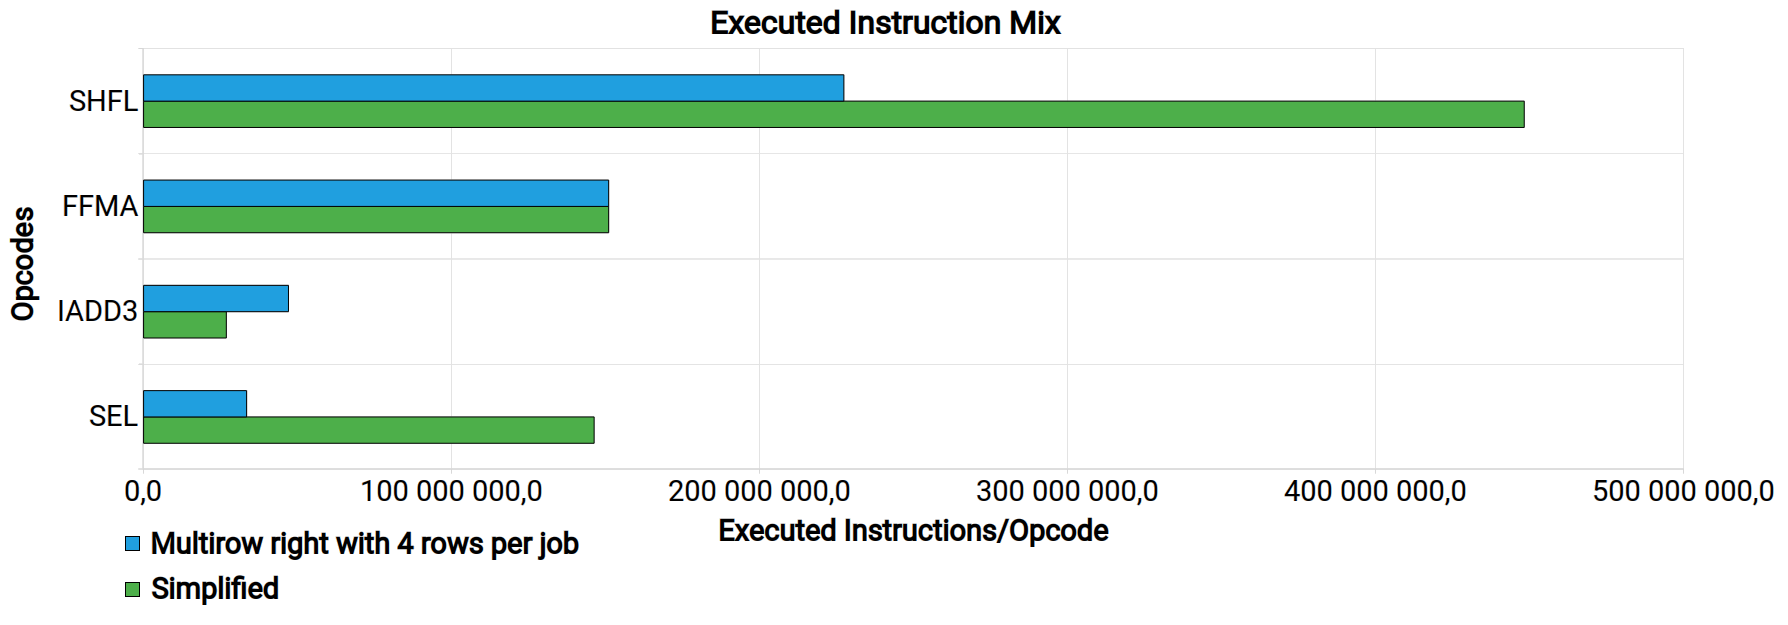 Executed Instruction Mix
SHFL
FFMA
IADD3
SEL
Opcodes
0,0
100 000 000,0
200 000 000,0
300 000 000,0
400 000 000,0
500 000 000,0
Executed Instructions/Opcode
Multirow right with 4 rows per job
Simplified